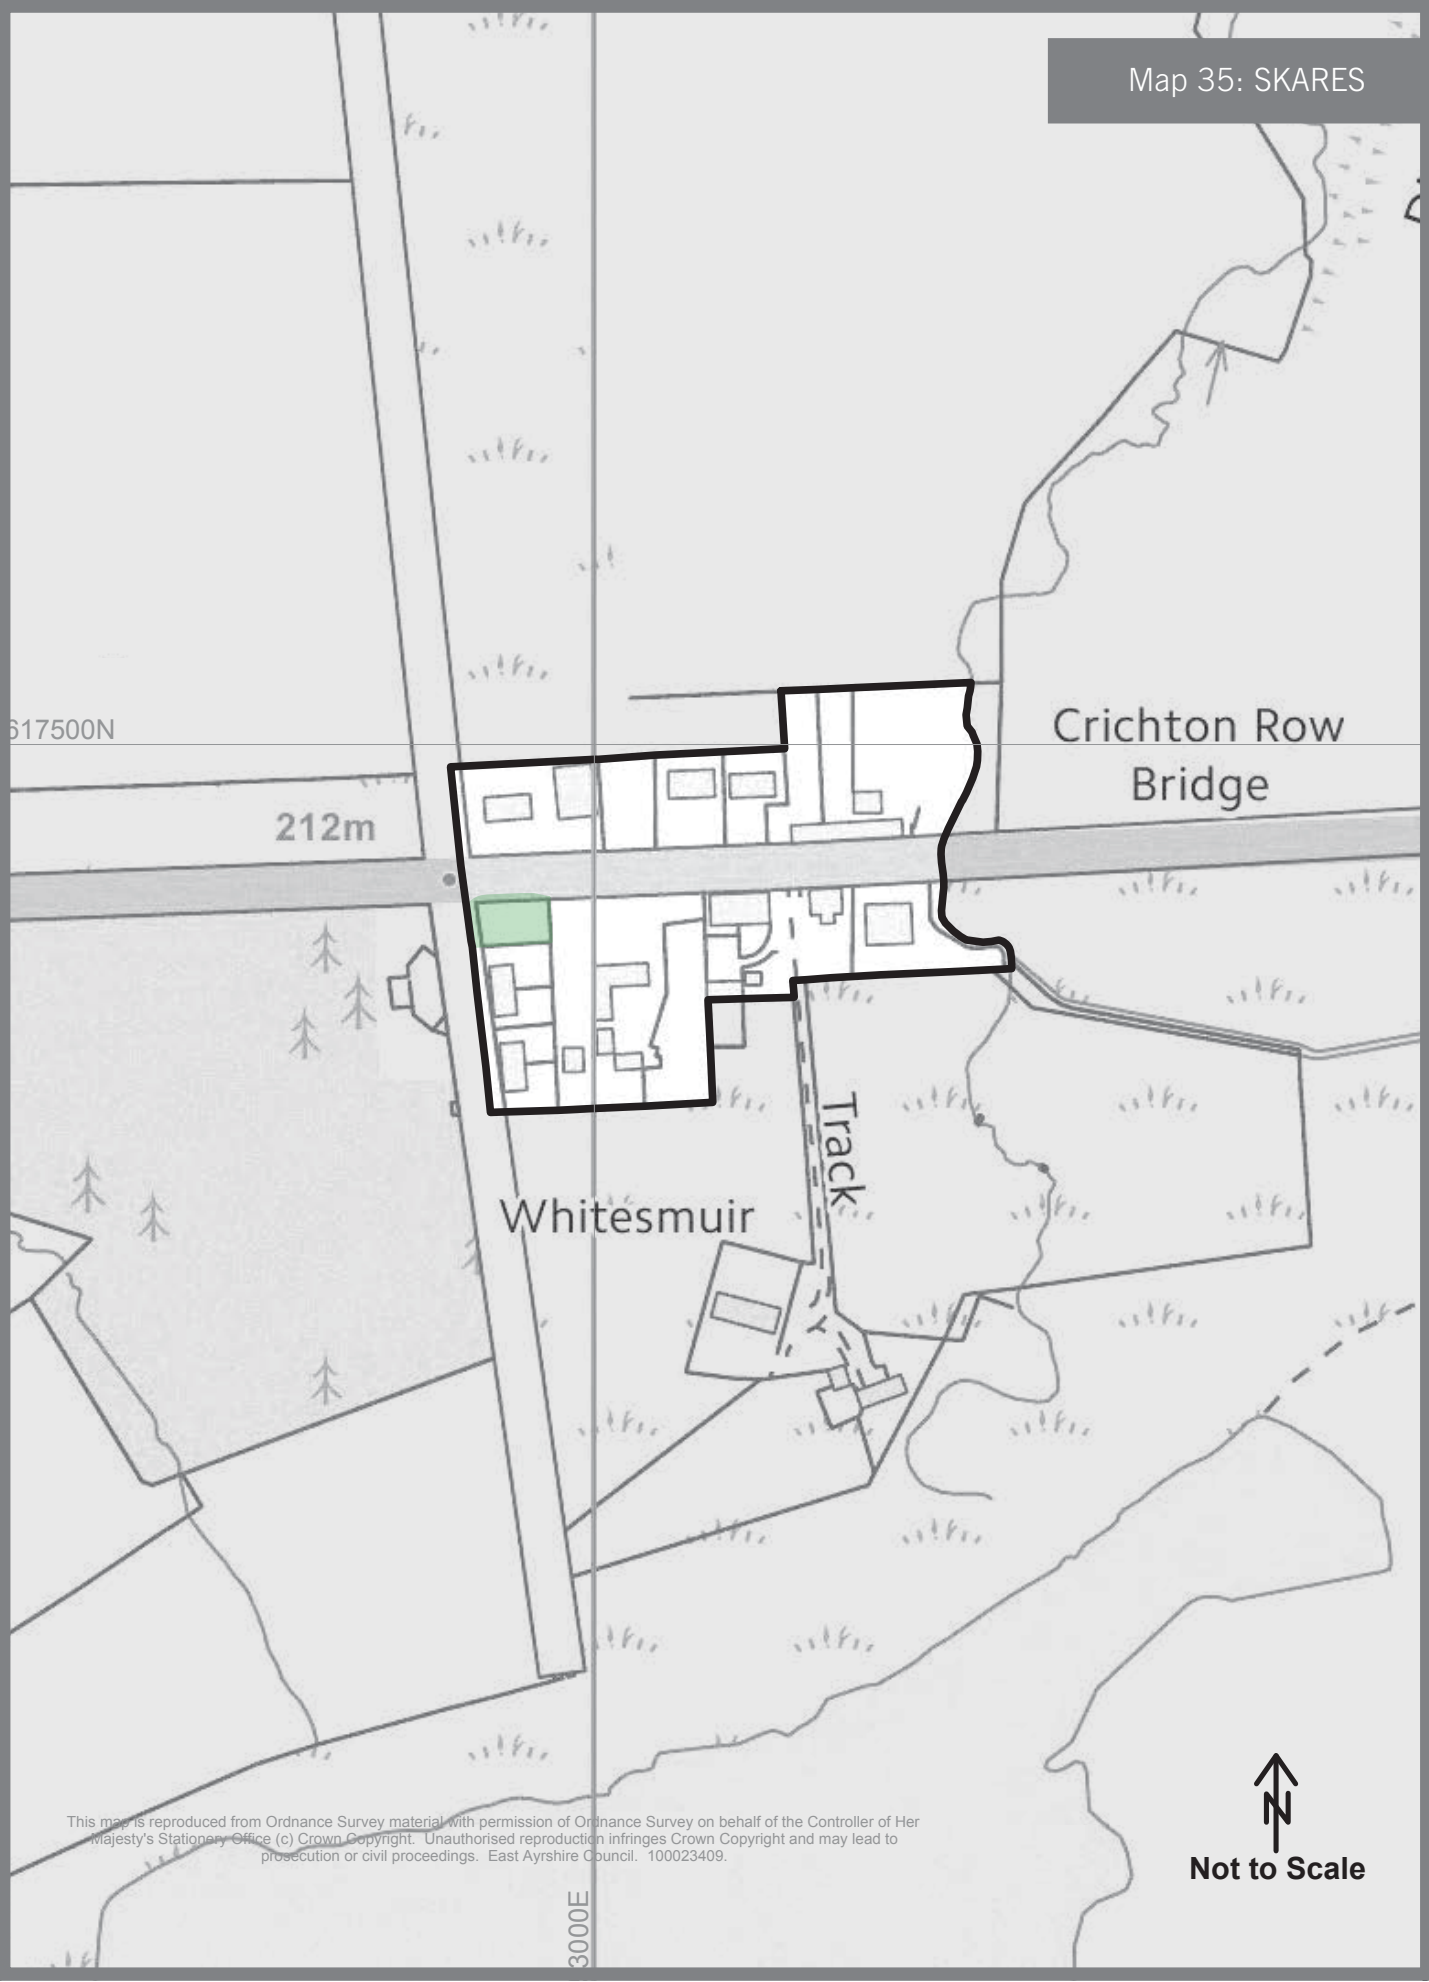 Map 35: SKARES
617500N
Crichton Row
Bridge
212m
Track
Whitesmuir
This map is reproduced from Ordnance Survey material with permission of Ordnance Survey on behalf of the Controller of Her
Majesty's Stationery Office (c) Crown Copyright. Unauthorised reproduction infringes Crown Copyright and may lead to
prosecution or civil proceedings. East Ayrshire Council. 100023409.
N
Not to Scale
3000E